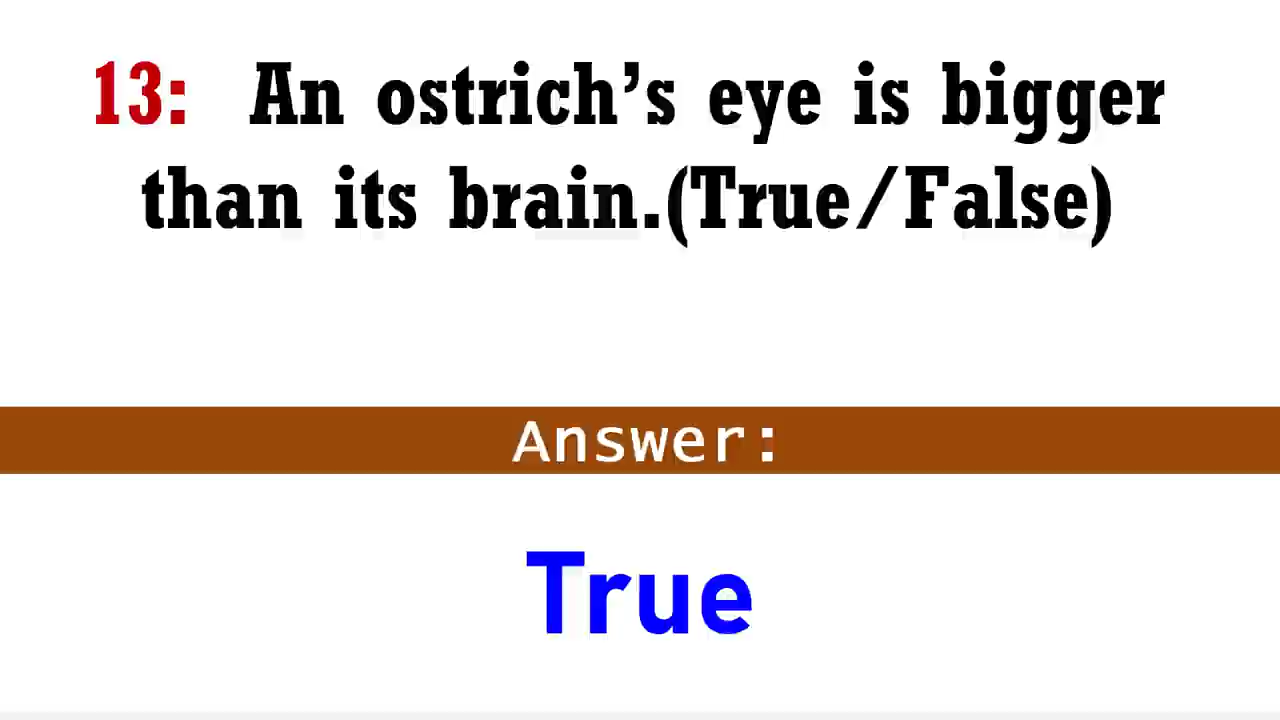 13: An ostrich’s eye is bigger
than its brain.(True/False)
Answer:
True